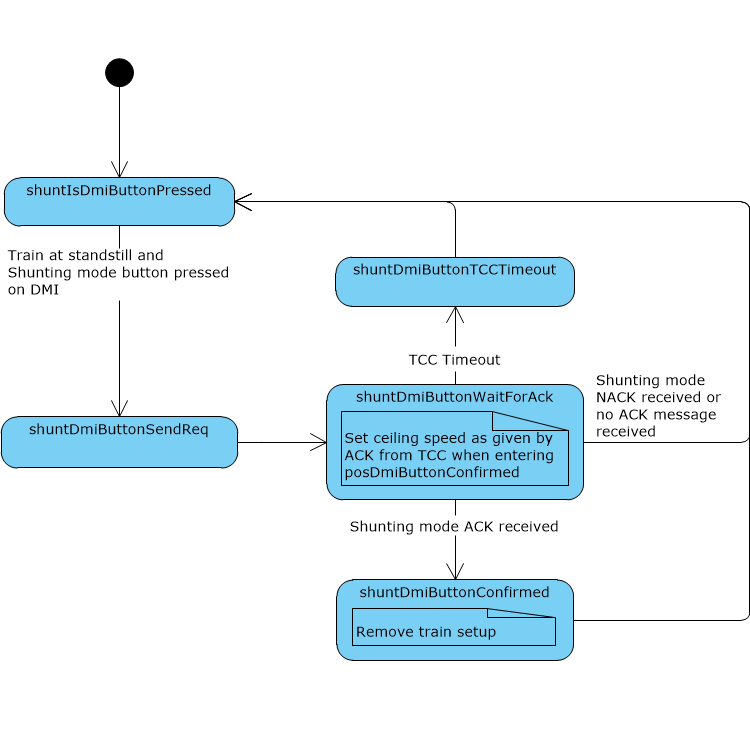 shuntIsDmiButtonPressed
Train at standstill and
Shunting mode button pressed
on DMI
shuntDmiButtonTCCTimeout
TCC Timeout
shuntDmiButtonSendReq
shuntDmiButtonWaitForAck
Set ceiling speed as given by
ACK from TCC when entering
posDmiButtonConfirmed
Shunting mode
NACK received or
no ACK message
received
Shunting mode ACK received
shuntDmiButtonConfirmed
Remove train setup